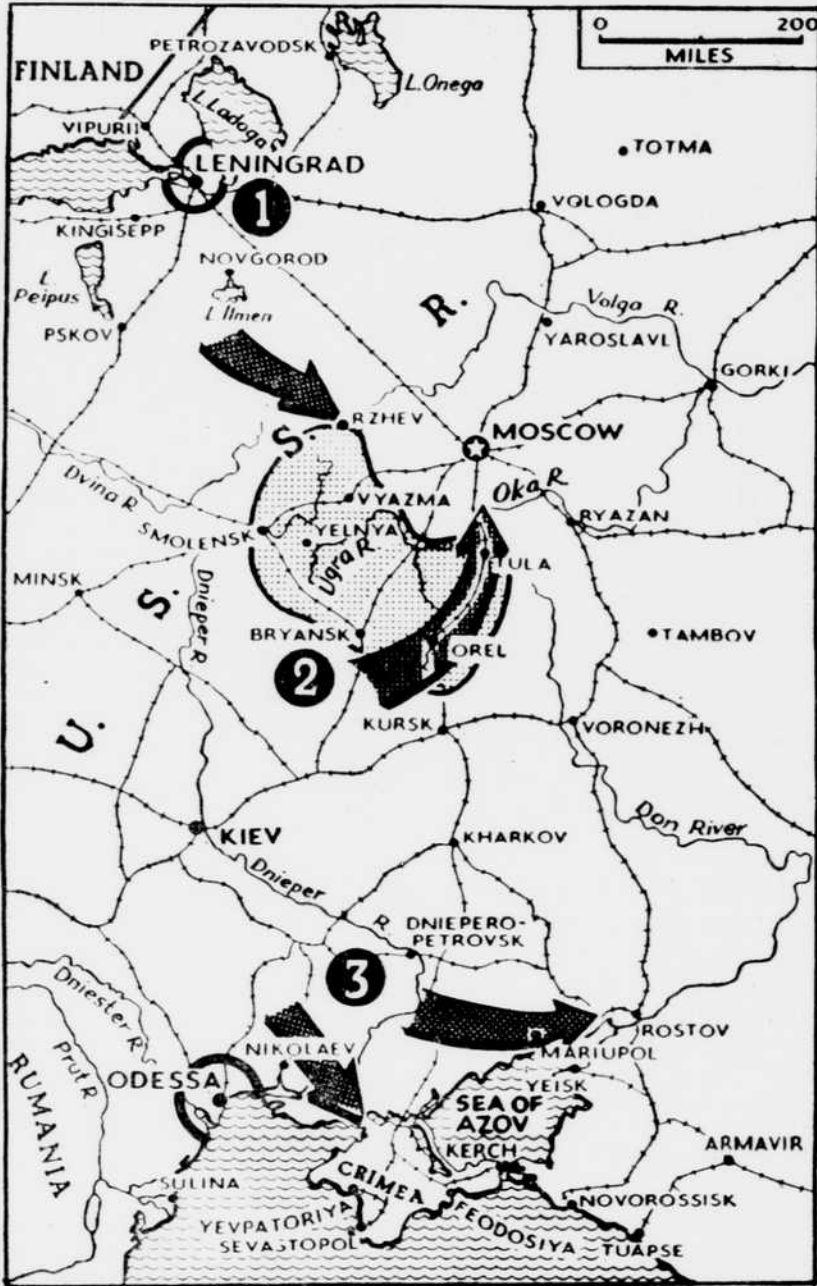 0 200
MILES
PETROZAVODSK
FINLAND
L. Onega
L. Ladoga
VIPURII
LENINGRAD
TOTMA
1
VOLOGDA
KINGISEPP
NOVGOROD
L. Peipus
L. Ilmen
R.
Volga R.
PSKOV
YAROSLAVL
GORKI
RZHEV
S.
MOSCOW
Dvina R.
VYAZMA
Oka R.
SMOLENSK
YELNYA
RYAZAN
Ugra R.
TULA
MINSK
Dnieper R.
S.
BRYANSK
OREL
TAMBOV
2
KURSK
VORONEZH
U.
Don River
KIEV
KHARKOV
Dnieper
R.
DNIEPERO-
PETROVSK
3
Dniester R.
ROSTOV
NIKOLAEV
MARIUPOL
Prut R.
ODESSA
YEISK
RUMANIA
SEA OF
AZOV
KERCH
ARMAVIR
CRIMEA
SULINA
FEODOSIYA
NOVOROSSISK
YEVPATORIYA
SEVASTOPOL
TUAPSE